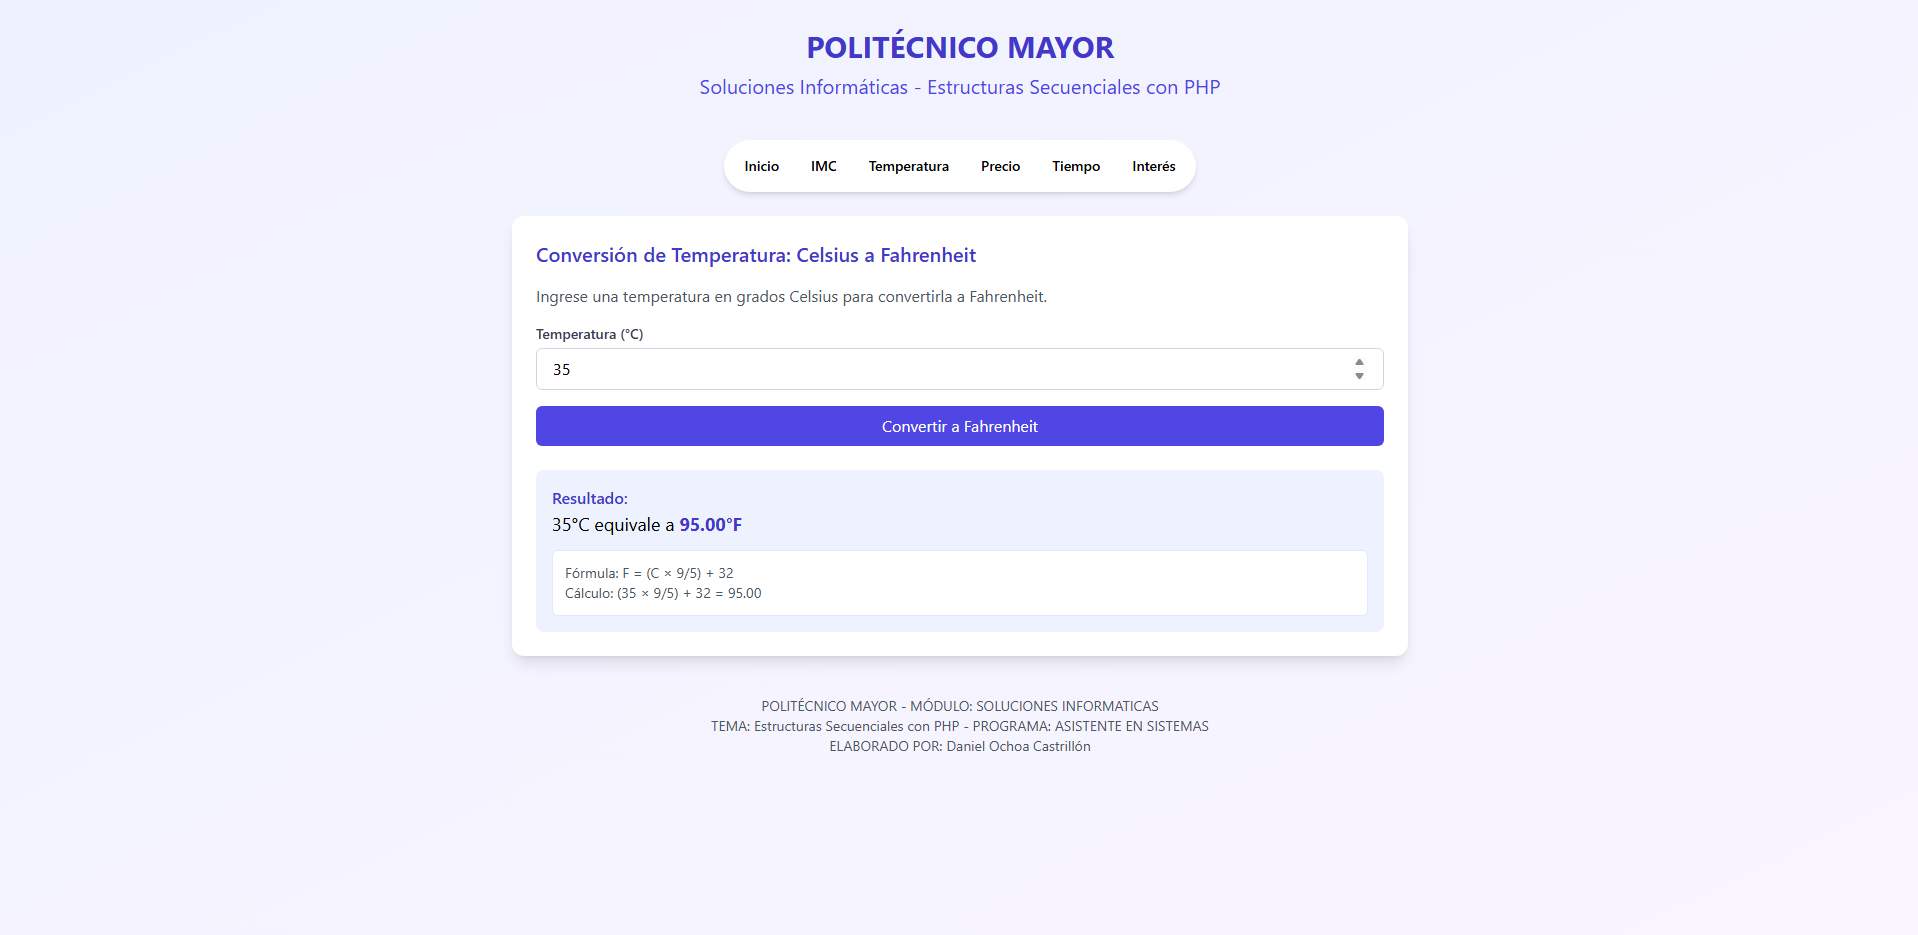 POLITÉCNICO MAYOR
Soluciones Informáticas - Estructuras Secuenciales con PHP
Inicio IMC Temperatura Precio Tiempo Interés
Conversión de Temperatura: Celsius a Fahrenheit
Ingrese una temperatura en grados Celsius para convertirla a Fahrenheit.
Temperatura (°C)
35
Convertir a Fahrenheit
Resultado:
35°C equivale a 95.00°F
Fórmula: F = (C × 9/5) + 32
Cálculo: (35 × 9/5) + 32 = 95.00
POLITÉCNICO MAYOR - MÓDULO: SOLUCIONES INFORMATICAS
TEMA: Estructuras Secuenciales con PHP - PROGRAMA: ASISTENTE EN SISTEMAS
ELABORADO POR: Daniel Ochoa Castrillón